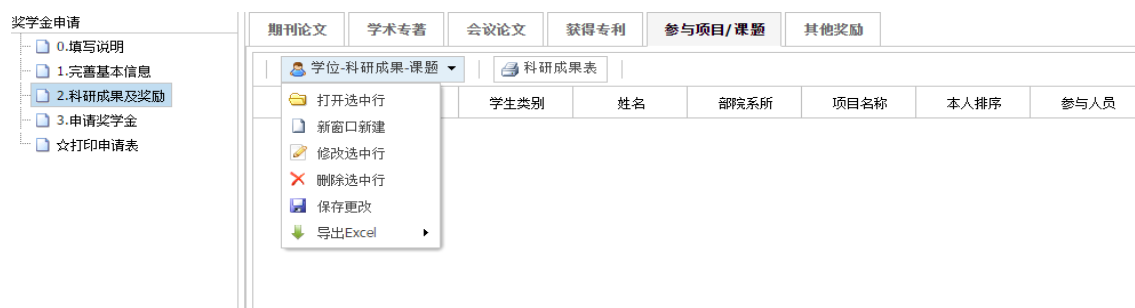 奖学金申请
0.填写说明
1.完善基本信息
2.科研成果及奖励
3.申请奖学金
☆打印申请表
期刊论文 学术专著 会议论文 获得专利 参与项目/课题 其他奖励
学位-科研成果-课题 科研成果表
学生类别 姓名 部院系所 项目名称 本人排序 参与人员
打开选中行
新窗口新建
修改选中行
删除选中行
保存更改
导出Excel